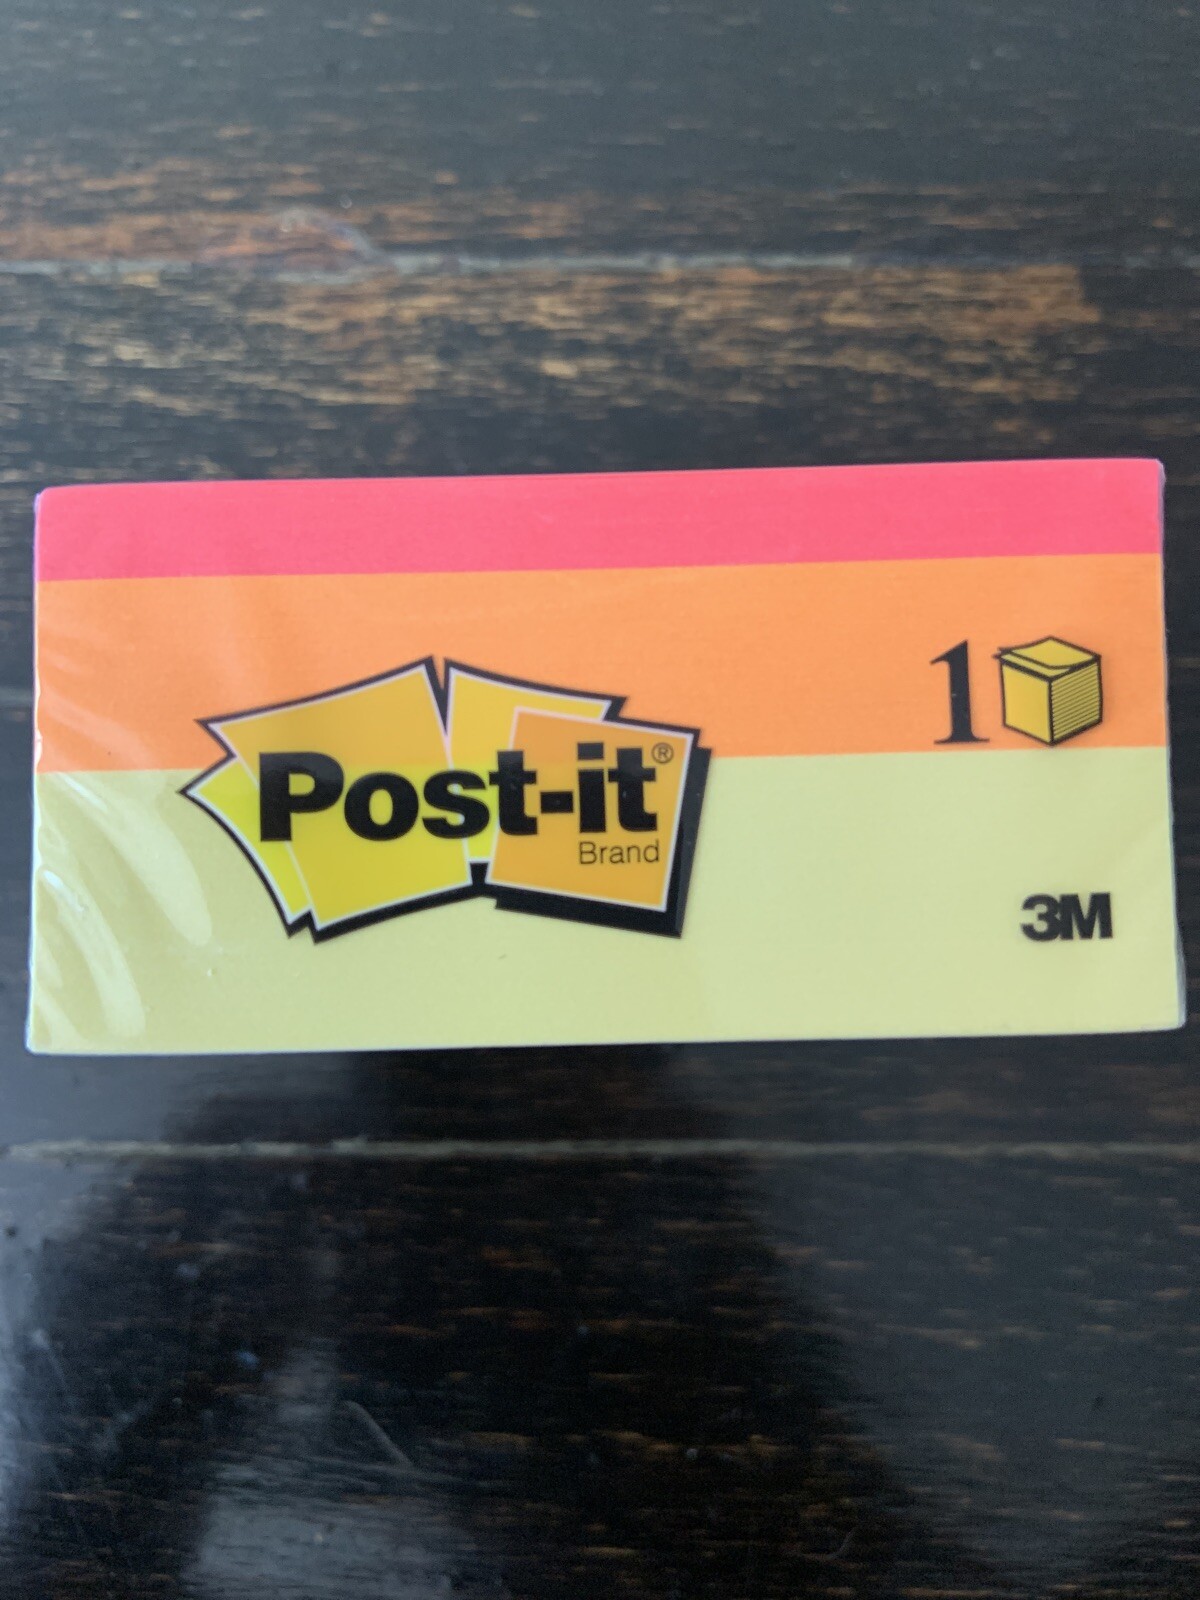 1
Post-it®
Brand
3M